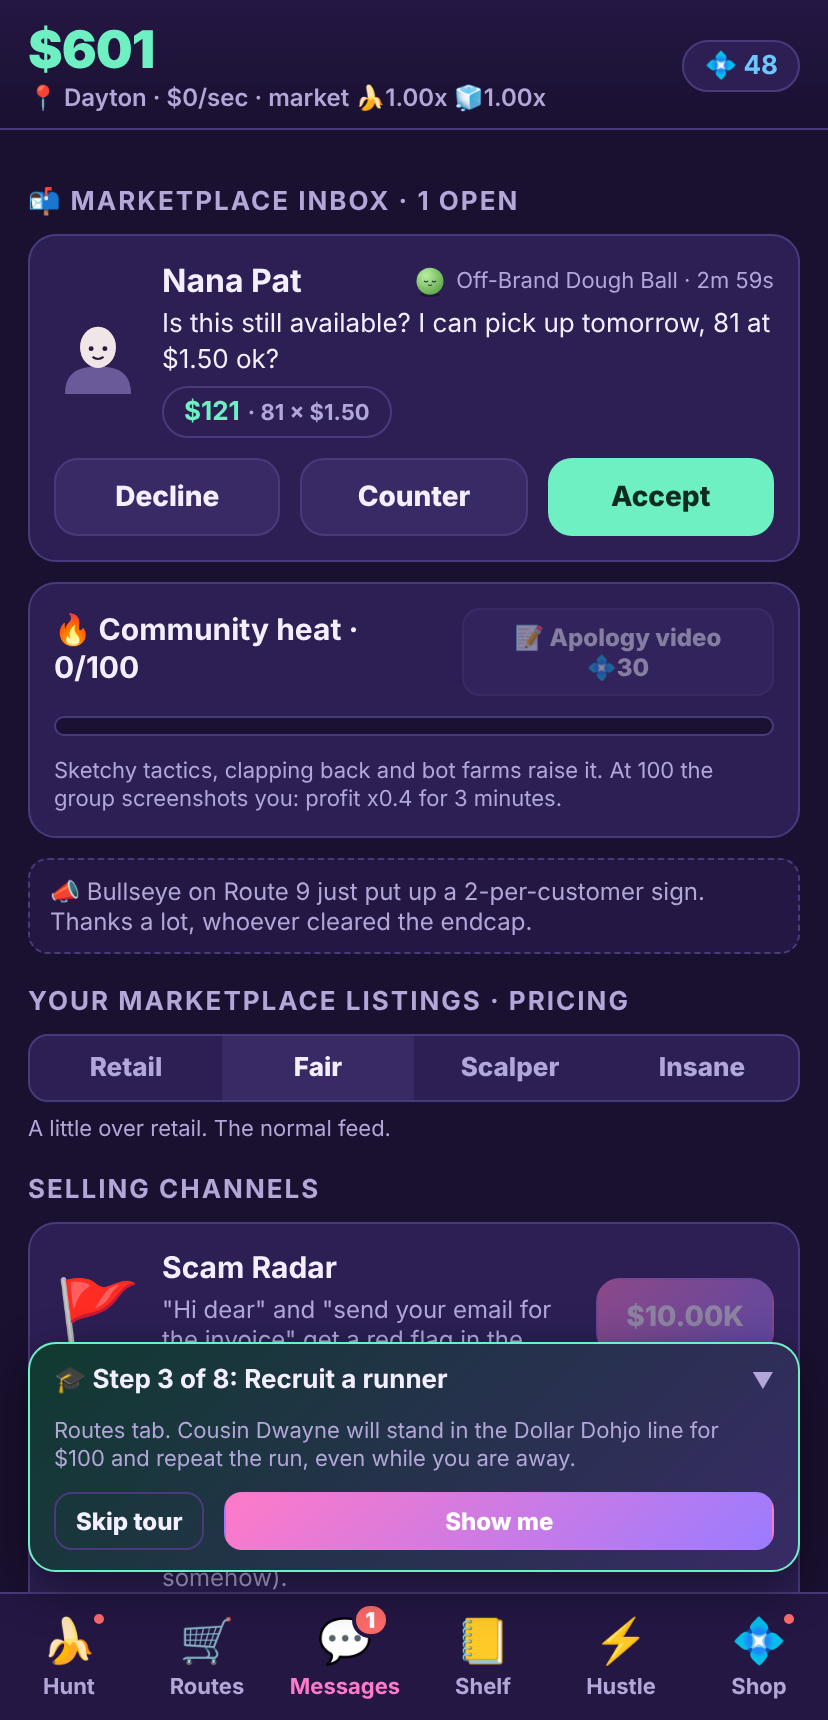 $601
Dayton · $0/sec · market 1.00x 1.00x
48
MARKETPLACE INBOX · 1 OPEN
Nana Pat
Off-Brand Dough Ball · 2m 59s
Is this still available? I can pick up tomorrow, 81 at
$1.50 ok?
$121 · 81 × $1.50
Decline
Counter
Accept
Community heat ·
0/100
Apology video
30
Sketchy tactics, clapping back and bot farms raise it. At 100 the
group screenshots you: profit x0.4 for 3 minutes.
Bullseye on Route 9 just put up a 2-per-customer sign.
Thanks a lot, whoever cleared the endcap.
YOUR MARKETPLACE LISTINGS · PRICING
Retail
Fair
Scalper
Insane
A little over retail. The normal feed.
SELLING CHANNELS
Scam Radar
"Hi dear" and "send your email for
the invoice" get a red flag in the
$10.00K
Step 3 of 8: Recruit a runner
▼
Routes tab. Cousin Dwayne will stand in the Dollar Dohjo line for
$100 and repeat the run, even while you are away.
Skip tour
Show me
somehow).
Hunt
Routes
1
Messages
Shelf
Hustle
Shop